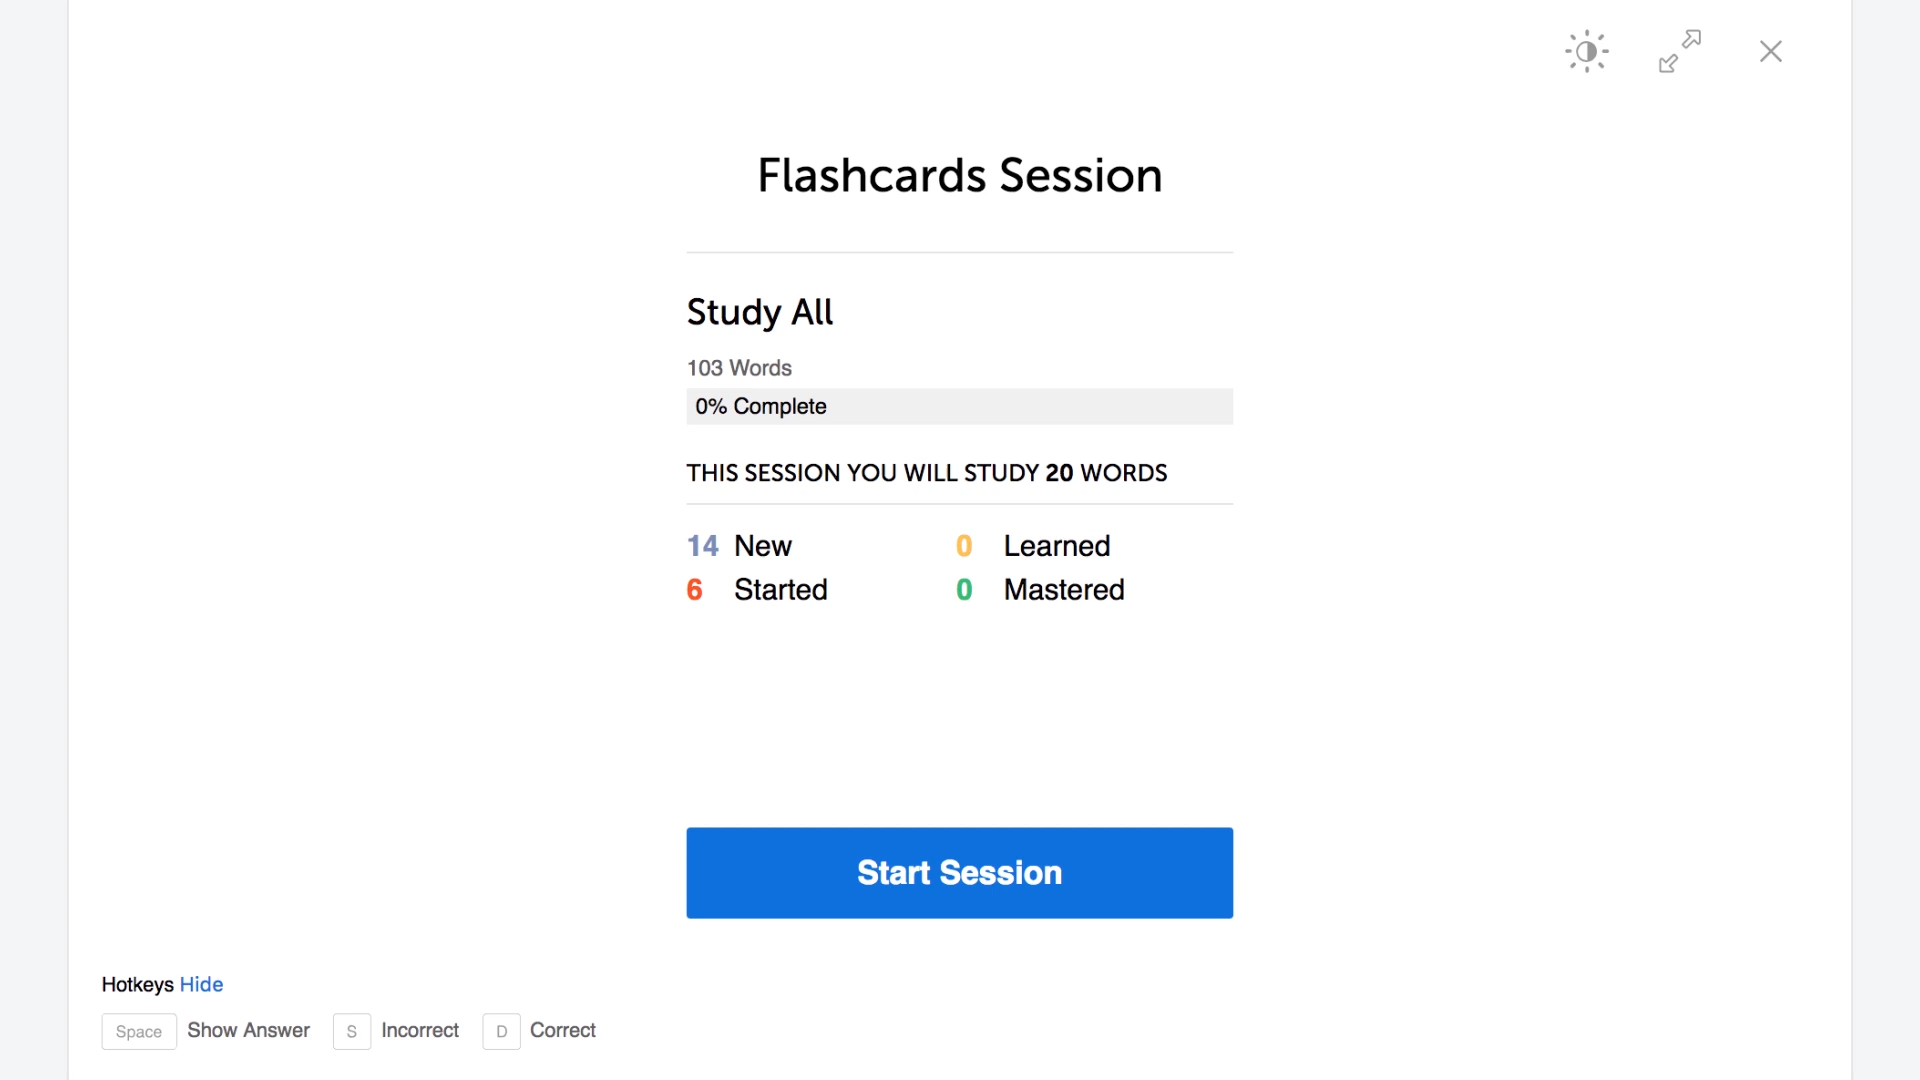 Flashcards Session
Study All
103 Words
0% Complete
THIS SESSION YOU WILL STUDY 20 WORDS
14 New 0 Learned
6 Started 0 Mastered
Start Session
Hotkeys Hide
Space Show Answer S Incorrect D Correct